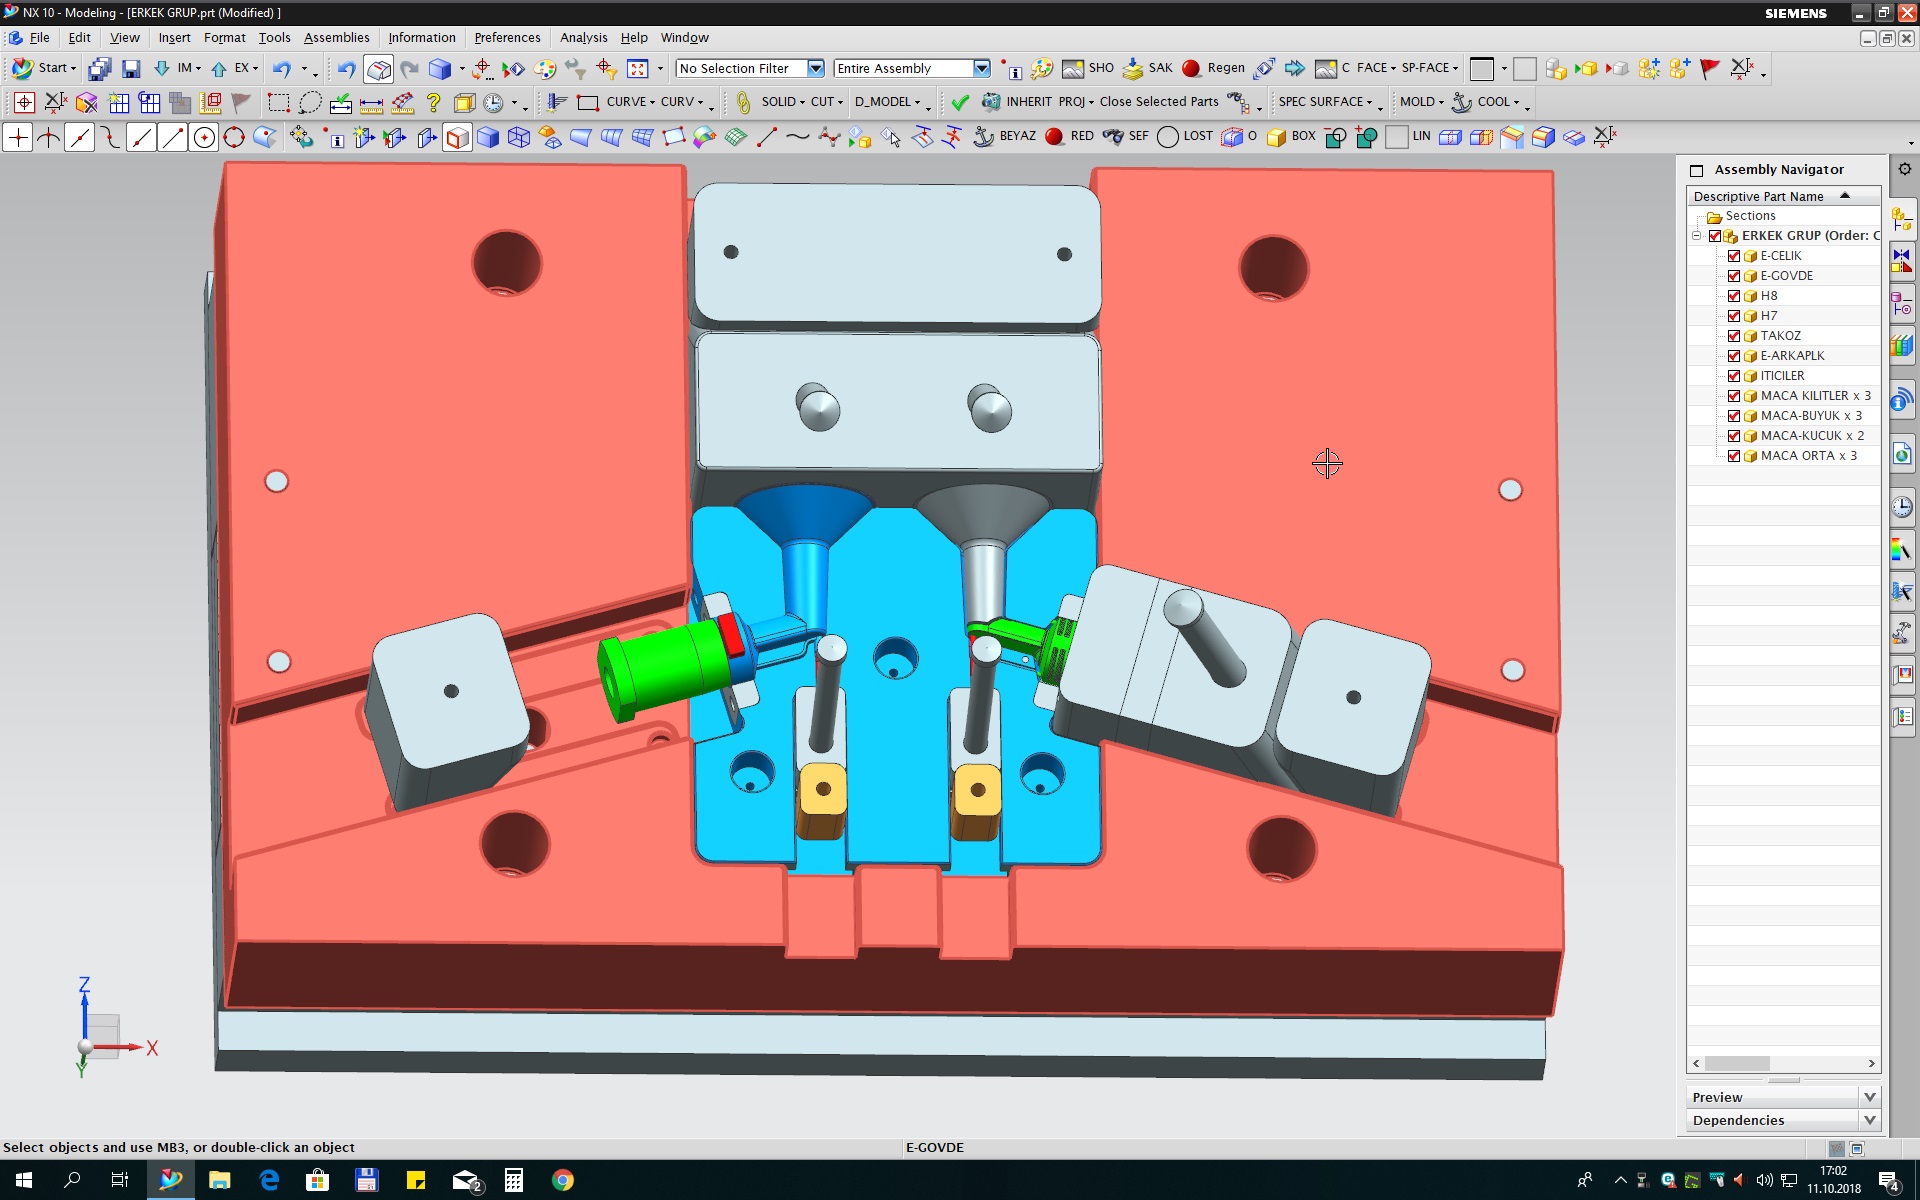 NX 10 - Modeling - [ERKEK GRUP.prt (Modified) ]
SIEMENS
File Edit View Insert Format Tools Assemblies Information Preferences Analysis Help Window
Start IM EX No Selection Filter Entire Assembly SHO SAK Regen C FACE SP-FACE
CURVE CURV SOLID CUT D_MODEL INHERIT PROJ Close Selected Parts SPEC SURFACE MOLD COOL
BEYAZ RED SEF LOST O BOX LIN
Assembly Navigator
Descriptive Part Name
Sections
ERKEK GRUP (Order: C
E-CELIK
E-GOVDE
H8
H7
TAKOZ
E-ARKAPLK
ITICILER
MACA KILITLER x 3
MACA-BUYUK x 3
MACA-KUCUK x 2
MACA ORTA x 3
Z
X
Y
Preview
Dependencies
Select objects and use MB3, or double-click an object
E-GOVDE
2
17:02
11.10.2018
4